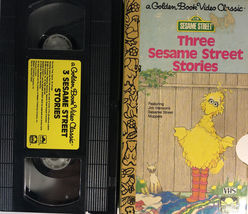 a Golden Book Video Classic
3 SESAME STREET
STORIES
a Golden Book Video Classic
SESAME STREET
Three
Sesame Street
Stories
Featuring
Jim Henson's
Sesame Street
Muppets
VHS